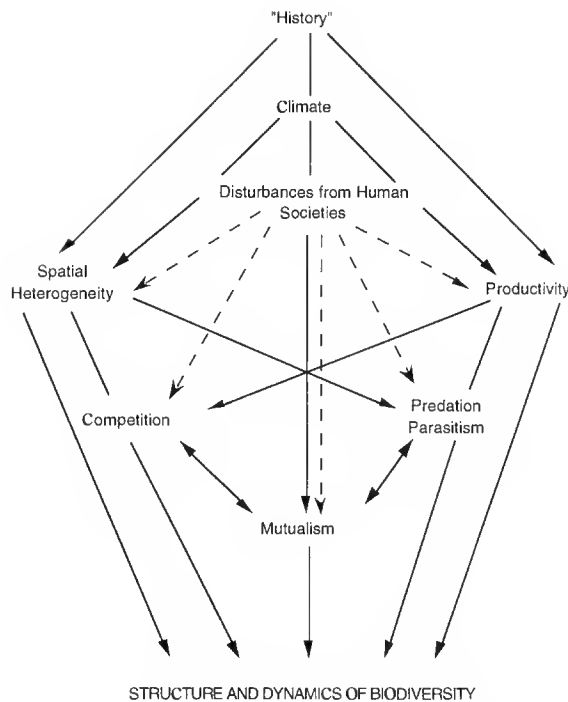 "History"
Climate
Disturbances from Human
Societies
Spatial
Heterogeneity
Productivity
Competition
Predation
Parasitism
Mutualism
STRUCTURE AND DYNAMICS OF BIODIVERSITY